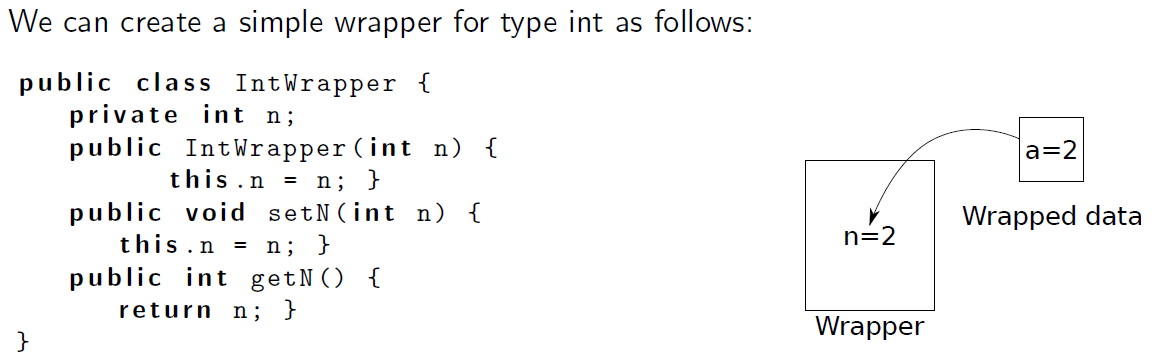 We can create a simple wrapper for type int as follows:
public class IntWrapper {
private int n;
public IntWrapper(int n) {
this.n = n; }
public void setN(int n) {
this.n = n; }
public int getN() {
return n; }
}
a=2
Wrapped data
n=2
Wrapper